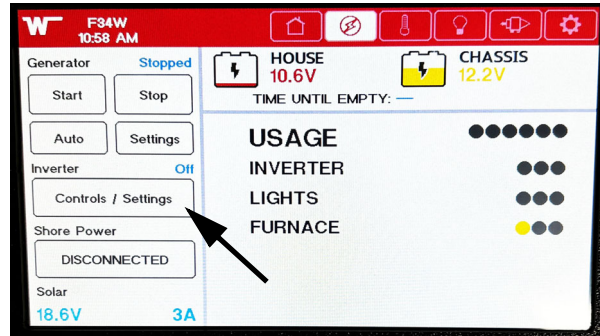 W F34W
10:58 AM
Generator Stopped
Start Stop
Auto Settings
Inverter Off
Controls / Settings
Shore Power
DISCONNECTED
Solar
18.6V 3A
HOUSE
10.6V
CHASSIS
12.2V
TIME UNTIL EMPTY: —
USAGE
INVERTER
LIGHTS
FURNACE